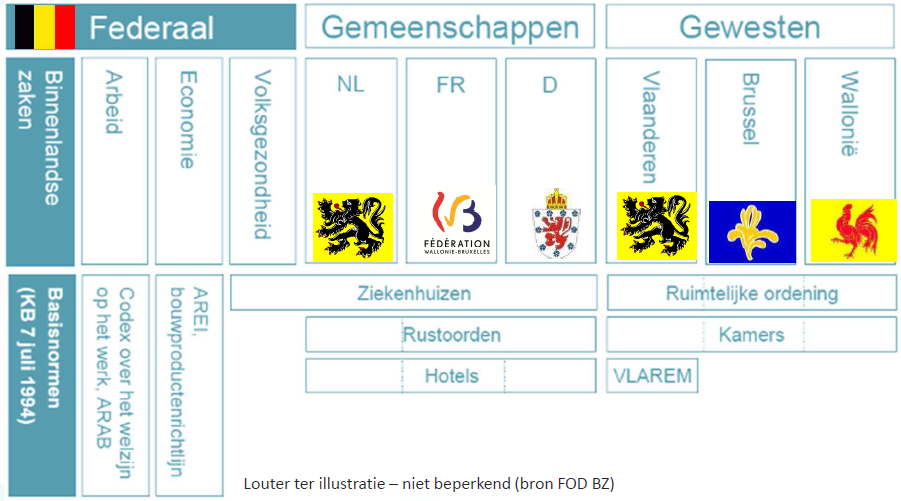 Federaal
Gemeenschappen
Gewesten
Binnenlandse
zaken
Arbeid
Economie
Volksgezondheid
NL
FR
D
Vlaanderen
Brussel
Wallonië
FÉDÉRATION
WALLONIE-BRUXELLES
Basisnormen
(KB 7 juli 1994)
Codex over het welzijn
op het werk, ARAB
AREI,
bouwproductenrichtlijn
Ziekenhuizen
Ruimtelijke ordening
Rustoorden
Kamers
Hotels
VLAREM
Louter ter illustratie – niet beperkend (bron FOD BZ)